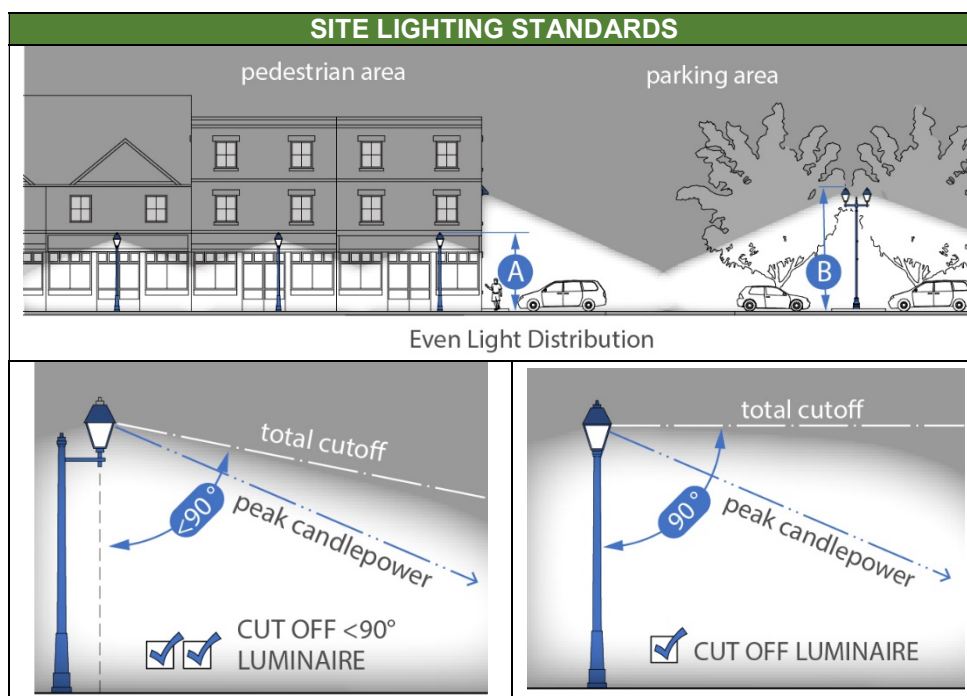 SITE LIGHTING STANDARDS
pedestrian area
parking area
A
B
Even Light Distribution
total cutoff
<90°
peak candlepower
CUT OFF <90°
LUMINAIRE
total cutoff
90°
peak candlepower
CUT OFF LUMINAIRE